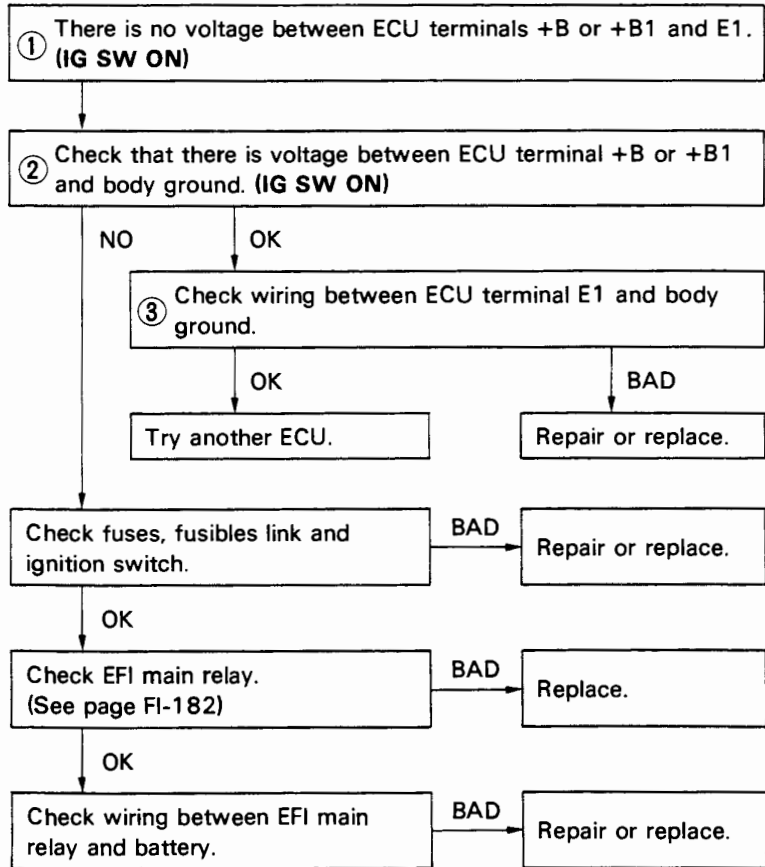 ① There is no voltage between ECU terminals +B or +B1 and E1.
(IG SW ON)
② Check that there is voltage between ECU terminal +B or +B1
and body ground. (IG SW ON)
NO
OK
③ Check wiring between ECU terminal E1 and body
ground.
OK
BAD
Try another ECU.
Repair or replace.
Check fuses, fusibles link and
ignition switch.
BAD
Repair or replace.
OK
Check EFI main relay.
(See page FI-182)
BAD
Replace.
OK
Check wiring between EFI main
relay and battery.
BAD
Repair or replace.